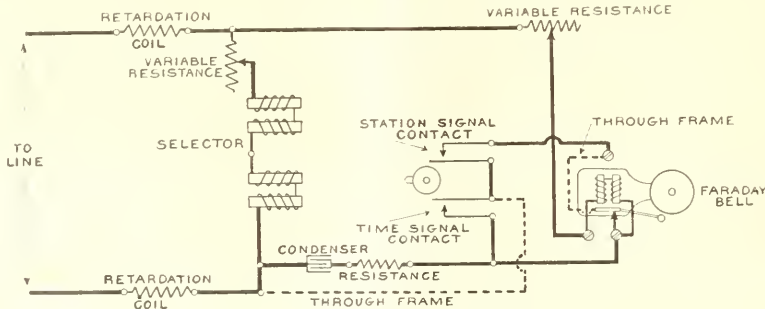 RETARDATION
COIL
VARIABLE RESISTANCE
VARIABLE
RESISTANCE
TO
LINE
SELECTOR
STATION SIGNAL
CONTACT
THROUGH FRAME
FARADAY
BELL
TIME SIGNAL
CONTACT
CONDENSER
RESISTANCE
RETARDATION
COIL
THROUGH FRAME